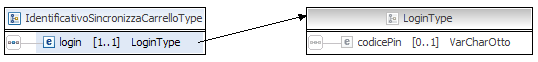 IdentificativoSincronizzaCarrelloType
e login [1..1] LoginType
LoginType
e codicePin [0..1] VarCharOtto